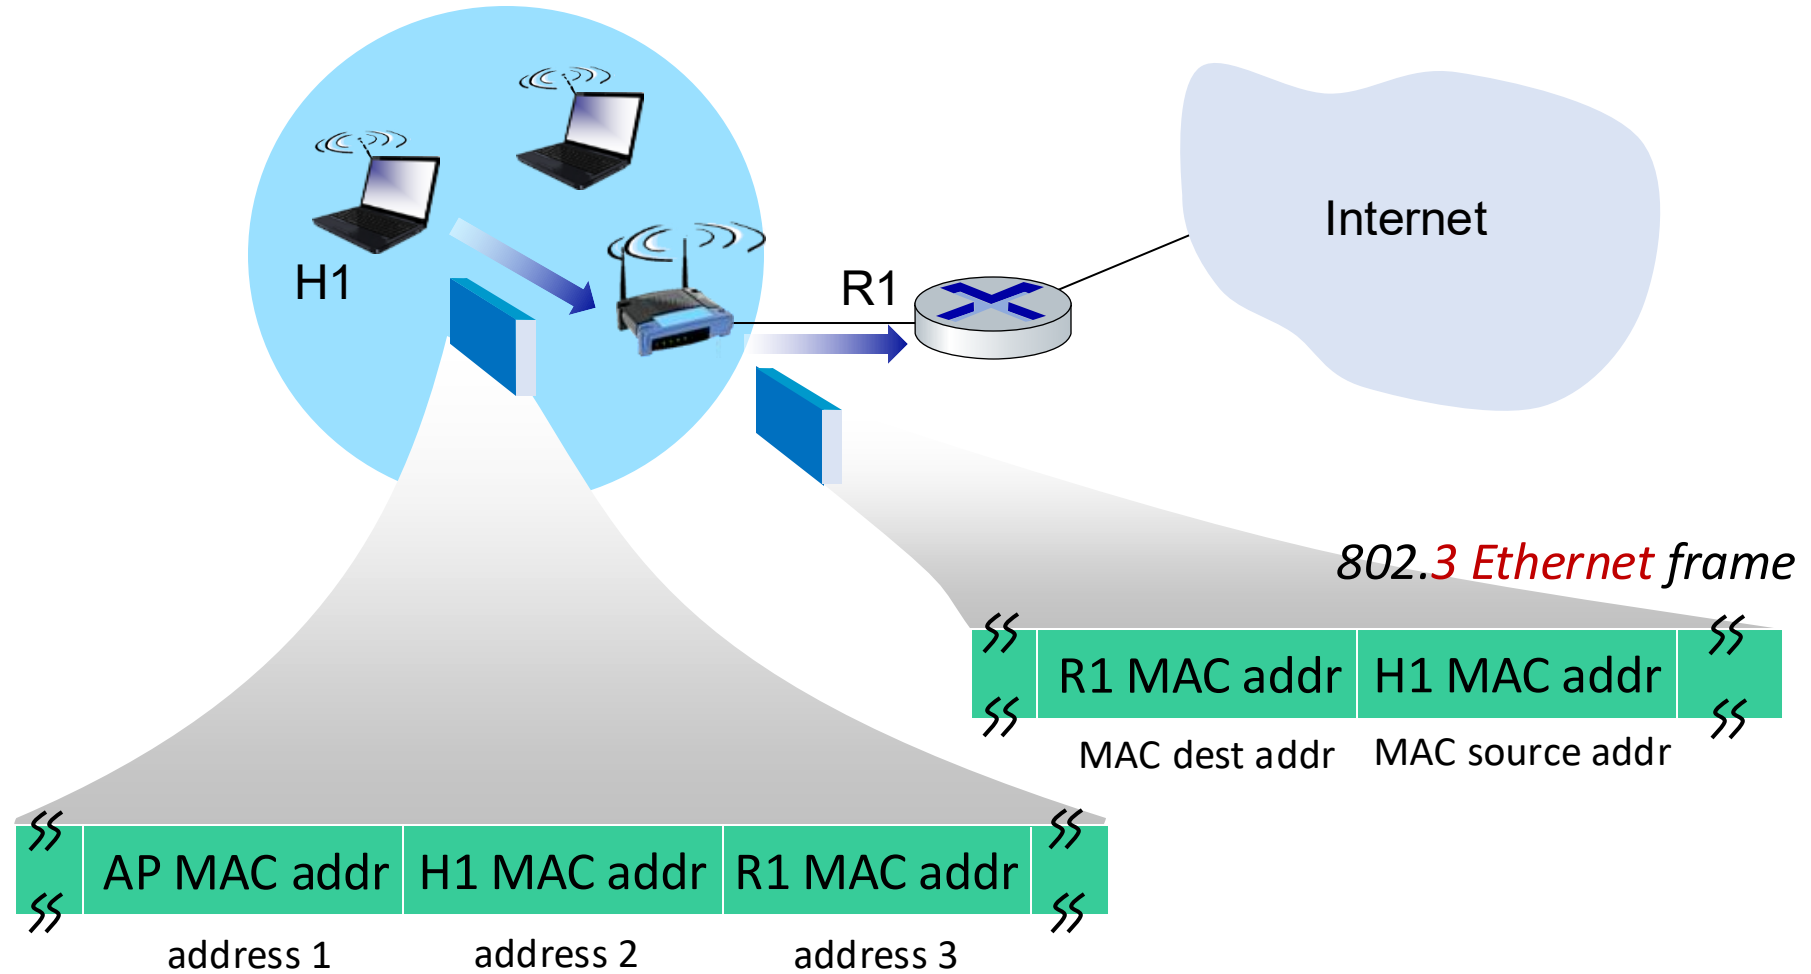 H1
R1
Internet
802.3 Ethernet frame
R1 MAC addr
H1 MAC addr
MAC dest addr
MAC source addr
AP MAC addr
H1 MAC addr
R1 MAC addr
address 1
address 2
address 3